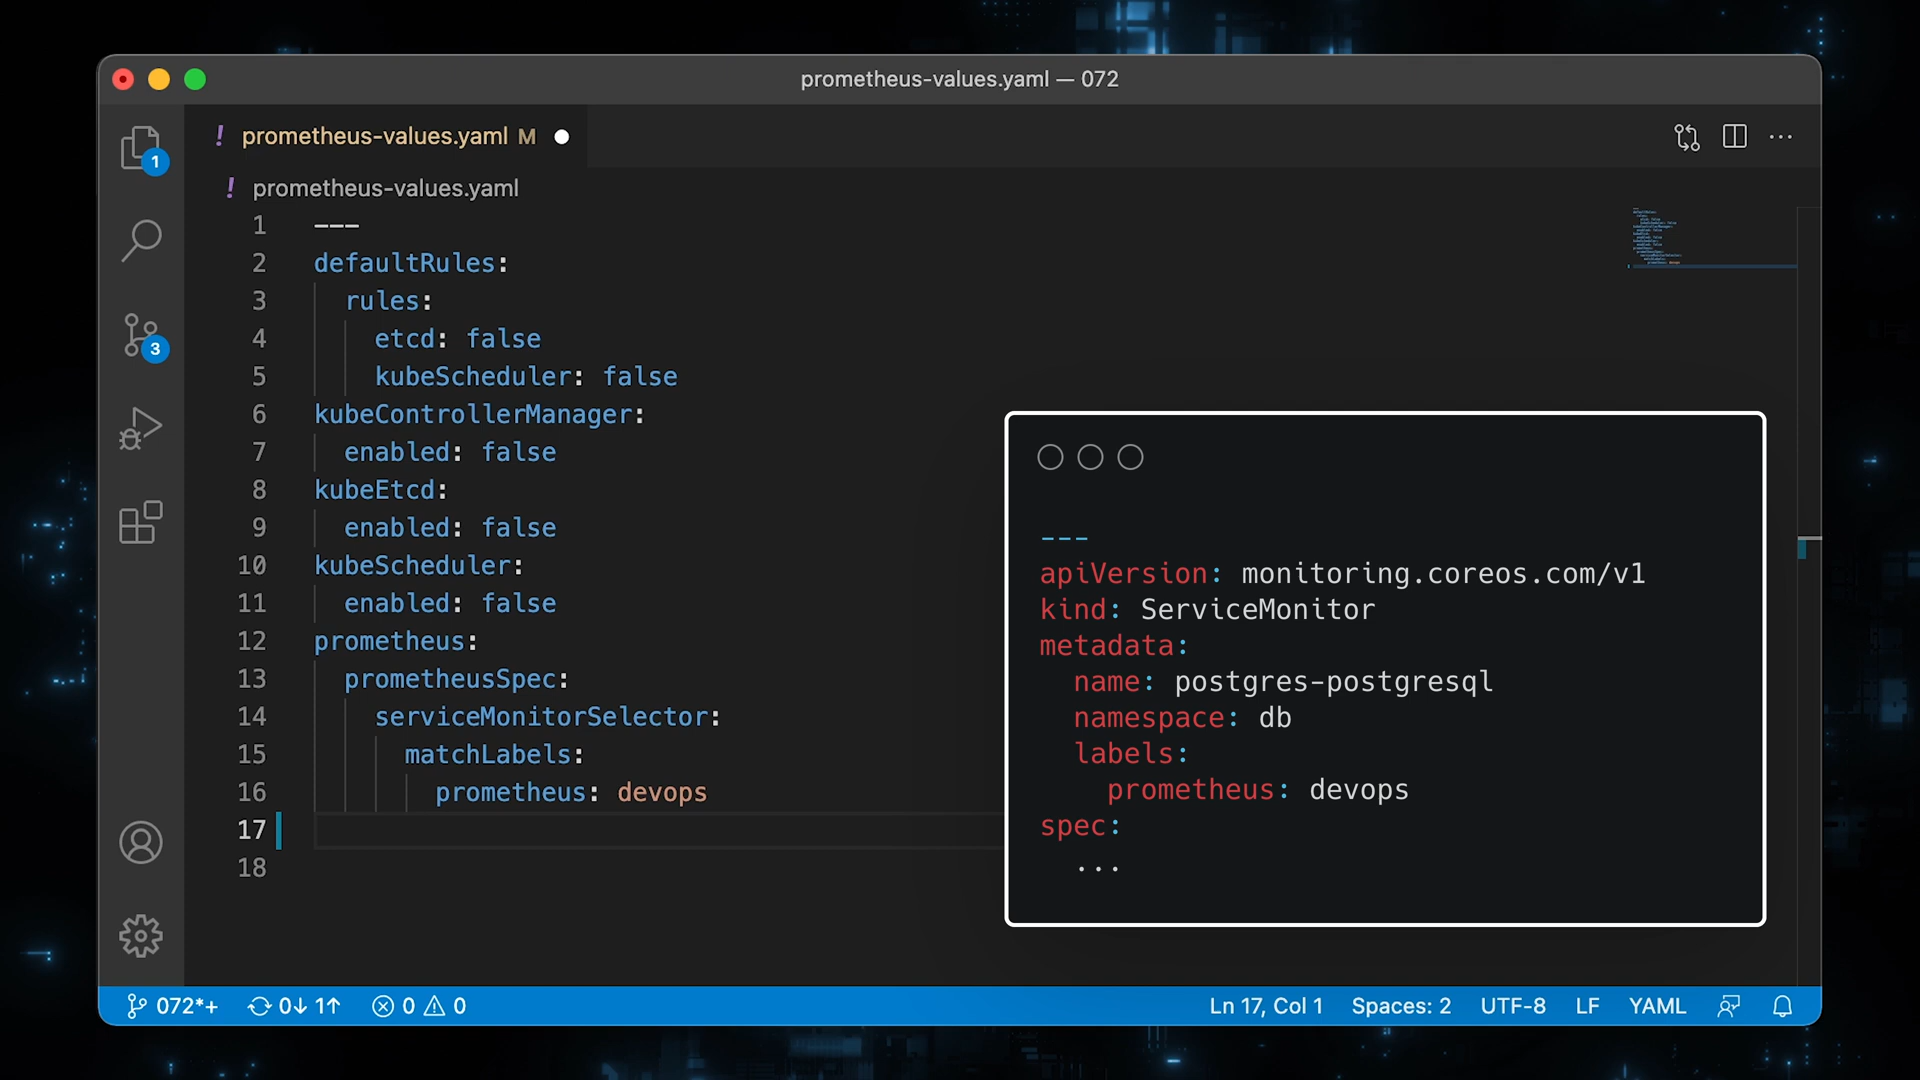 prometheus-values.yaml — 072
! prometheus-values.yaml M
! prometheus-values.yaml
1
3
1 ---
2 defaultRules:
3   rules:
4     etcd: false
5     kubeScheduler: false
6 kubeControllerManager:
7   enabled: false
8 kubeEtcd:
9   enabled: false
10 kubeScheduler:
11   enabled: false
12 prometheus:
13   prometheusSpec:
14     serviceMonitorSelector:
15       matchLabels:
16         prometheus: devops
17
18
---
apiVersion: monitoring.coreos.com/v1
kind: ServiceMonitor
metadata:
  name: postgres-postgresql
  namespace: db
  labels:
    prometheus: devops
spec:
  ...
072*+ 0↓ 1↑ 0 0 Ln 17, Col 1 Spaces: 2 UTF-8 LF YAML